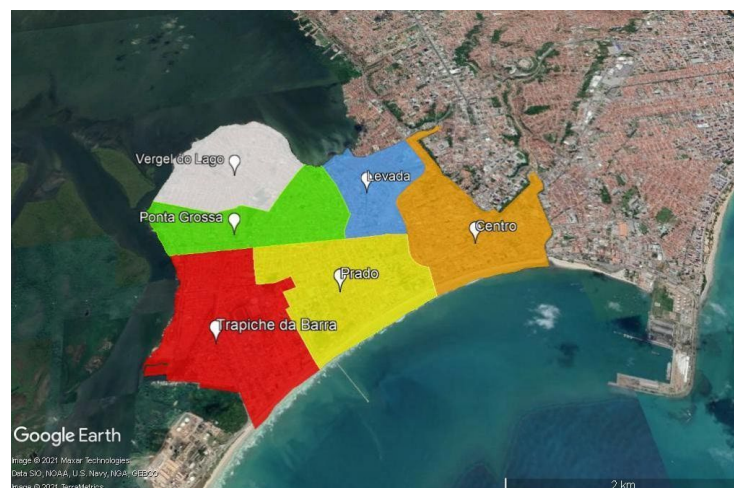 Vergel do Lago
Levada
Ponta Grossa
Centro
Prado
Trapiche da Barra
Google Earth
Image © 2021 Maxar Technologies
Data SIO, NOAA, U.S. Navy, NGA, GEBCO
Image © 2021 TerraMetrics
2 km